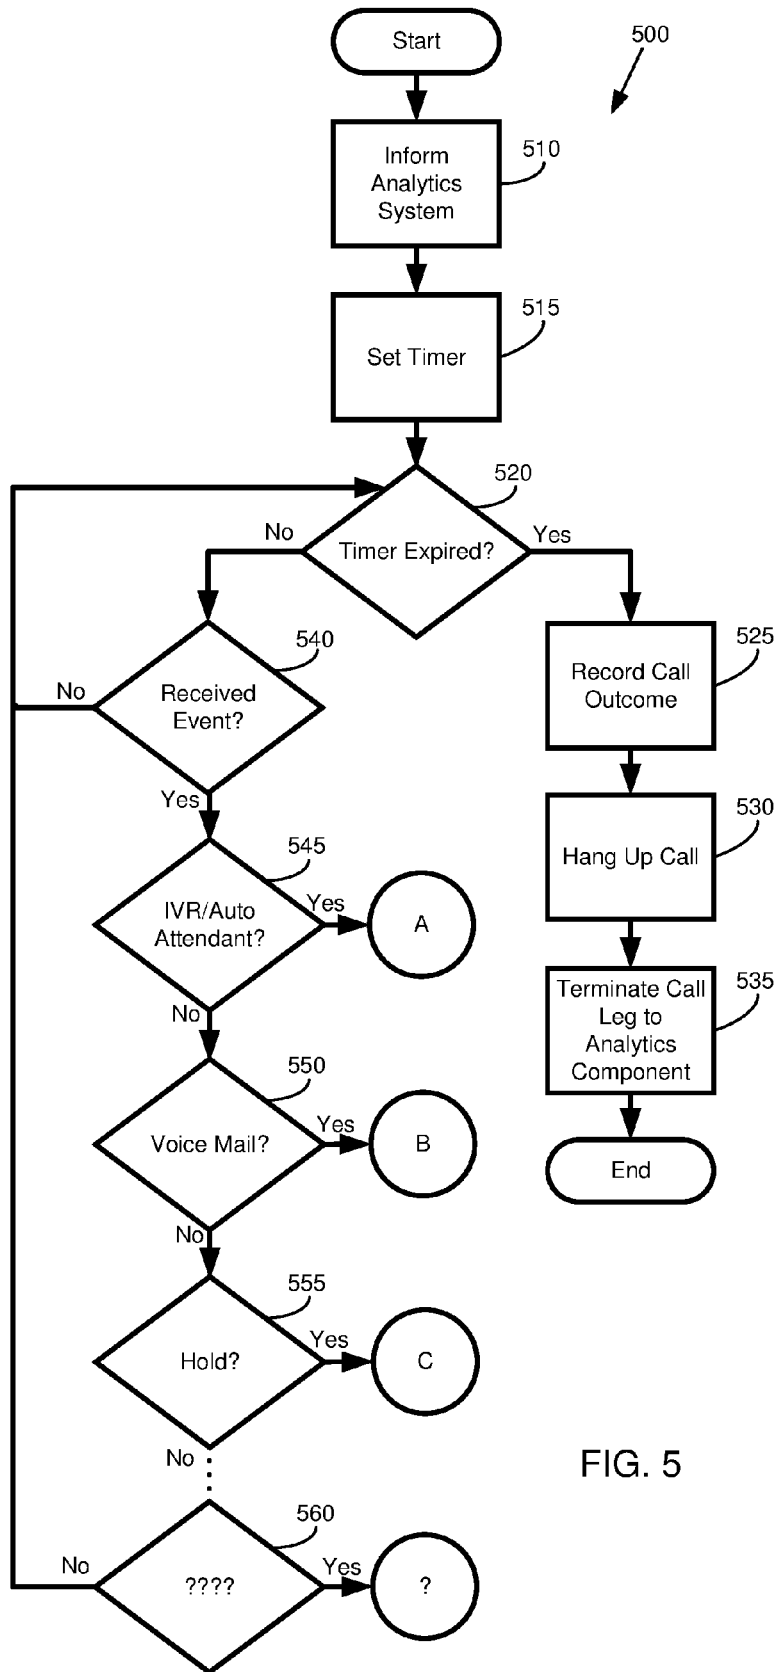 Start
500
Inform
Analytics
System
510
Set Timer
515
Timer Expired?
520
No
Yes
Received
Event?
540
No
Yes
Record Call
Outcome
525
Hang Up Call
530
Terminate Call
Leg to
Analytics
Component
535
End
IVR/Auto
Attendant?
545
Yes
A
No
Voice Mail?
550
Yes
B
No
Hold?
555
Yes
C
No
????
560
No
Yes
?
FIG. 5